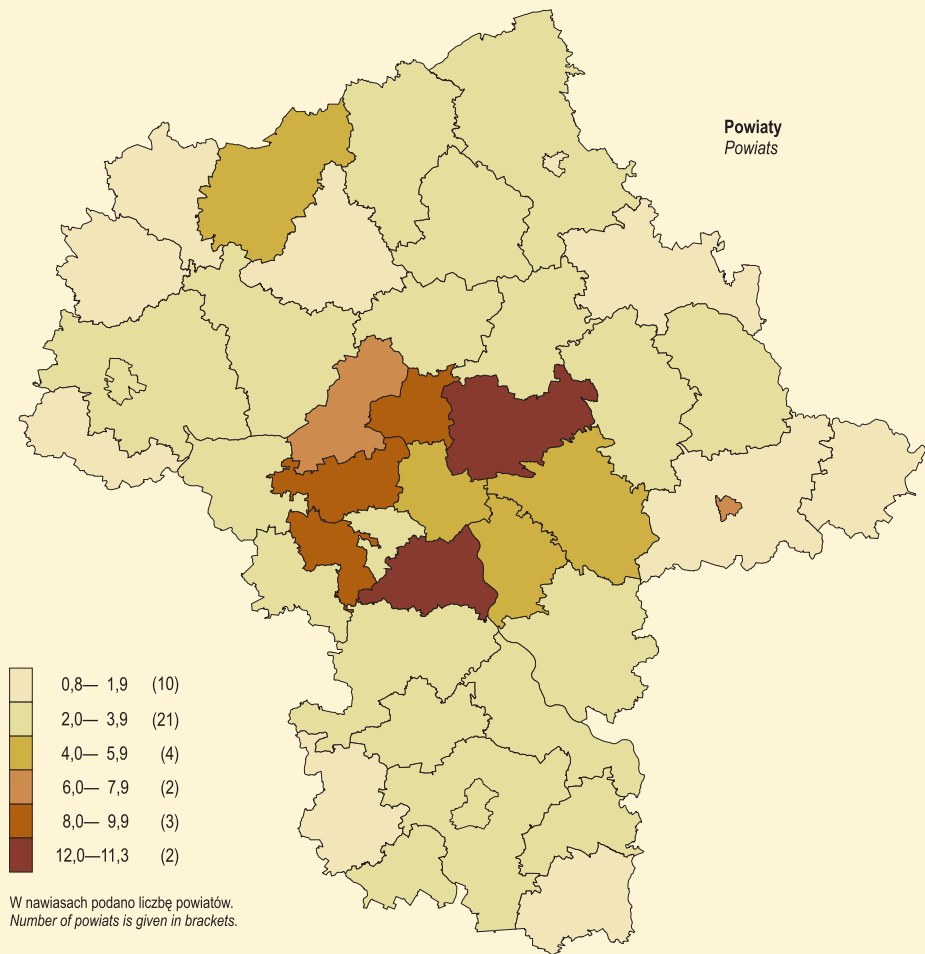 Powiaty
Powiats
0,8— 1,9 (10)
2,0— 3,9 (21)
4,0— 5,9 (4)
6,0— 7,9 (2)
8,0— 9,9 (3)
12,0—11,3 (2)
W nawiasach podano liczbę powiatów.
Number of powiats is given in brackets.